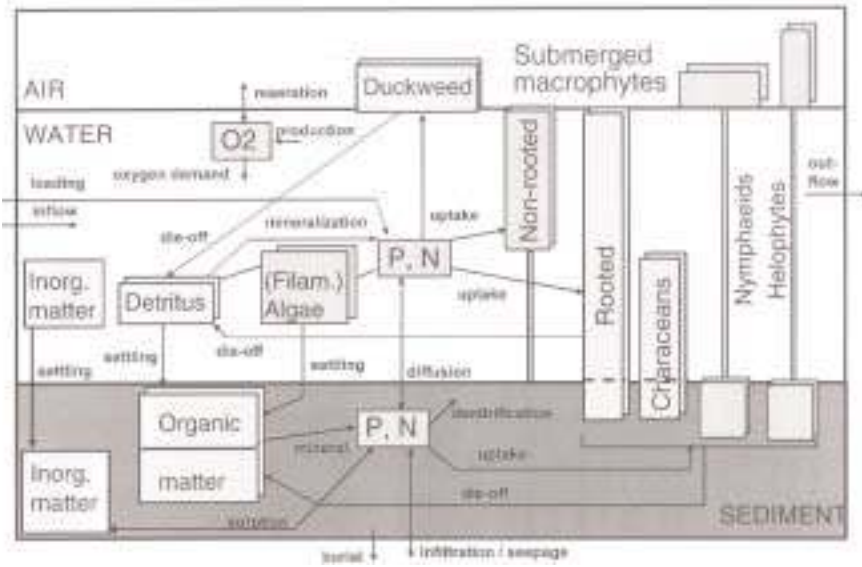 AIR
Duckweed
Submerged
macrophytes
reaeration
WATER
O2
production
oxygen demand
loading
inflow
out-
flow
die-off
mineralization
uptake
P, N
Non-rooted
Nymphaeids
Helophytes
Inorg.
matter
Detritus
(Filam.)
Algae
uptake
Rooted
Characeans
settling
settling
die-off
settling
diffusion
Organic
matter
P, N
denitrification
mineral.
uptake
die-off
Inorg.
matter
SEDIMENT
burial
infiltration / seepage